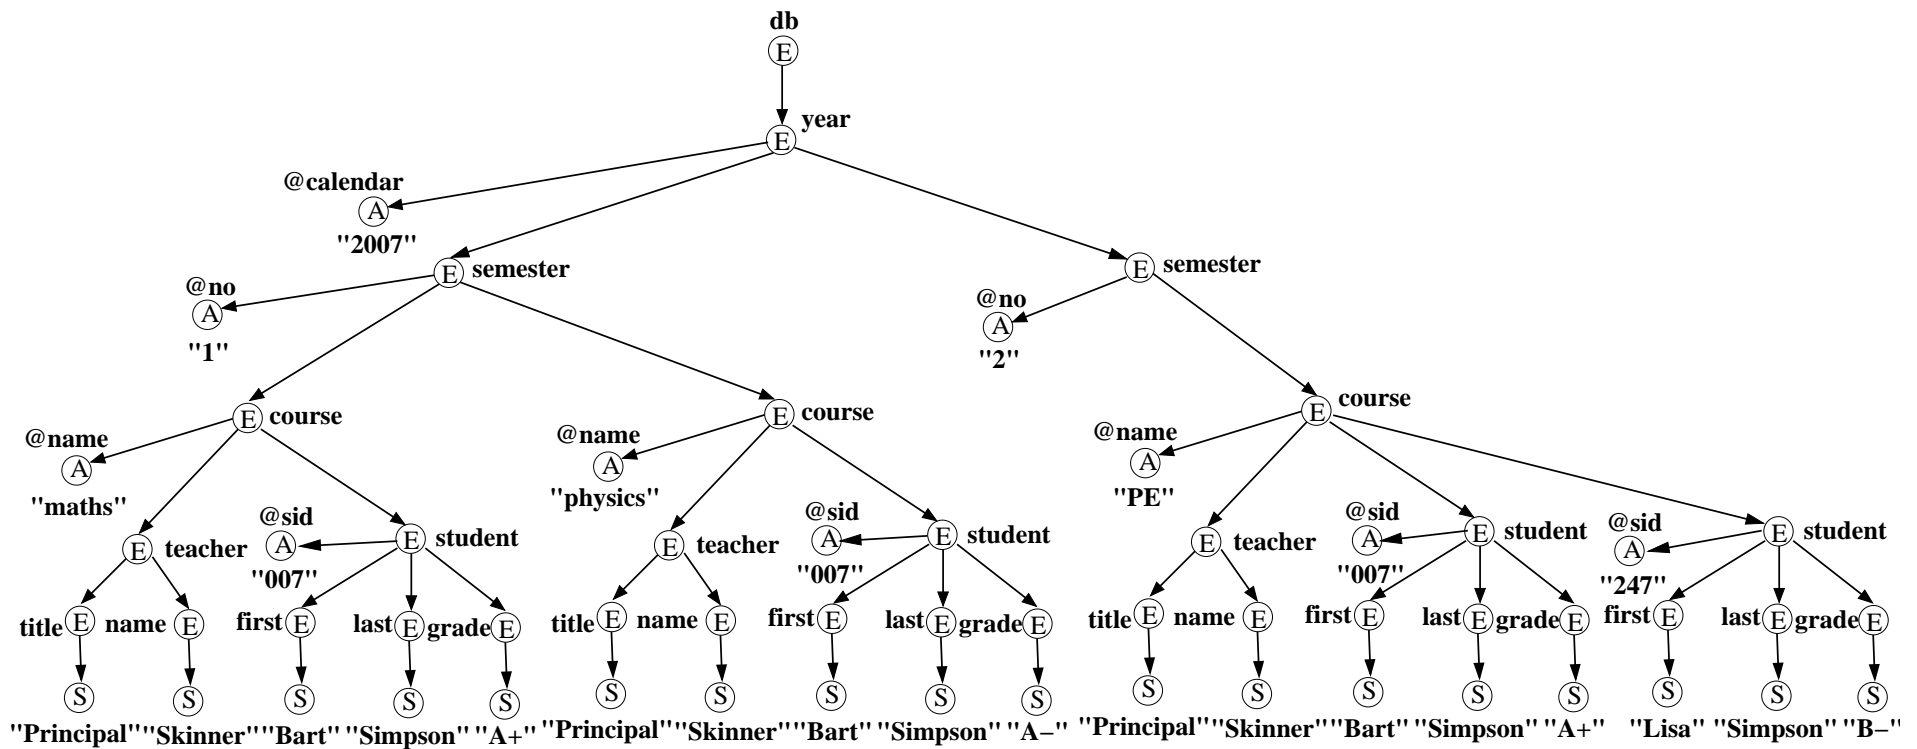 db
E
year
E
@calendar
A
"2007"
E semester
E semester
@no
A
"1"
@no
A
"2"
E course
E course
E course
@name
A
"maths"
@name
A
"physics"
@name
A
"PE"
E teacher
@sid
A
"007"
E student
E teacher
@sid
A
"007"
E student
E teacher
@sid
A
"007"
E student
@sid
A
"247"
E student
title E name E first E last E grade E title E name E first E last E grade E title E name E first E last E grade E first E last E grade E
S S S S S S S S S S S S S S S S S S
"Principal" "Skinner" "Bart" "Simpson" "A+" "Principal" "Skinner" "Bart" "Simpson" "A−" "Principal" "Skinner" "Bart" "Simpson" "A+" "Lisa" "Simpson" "B−"